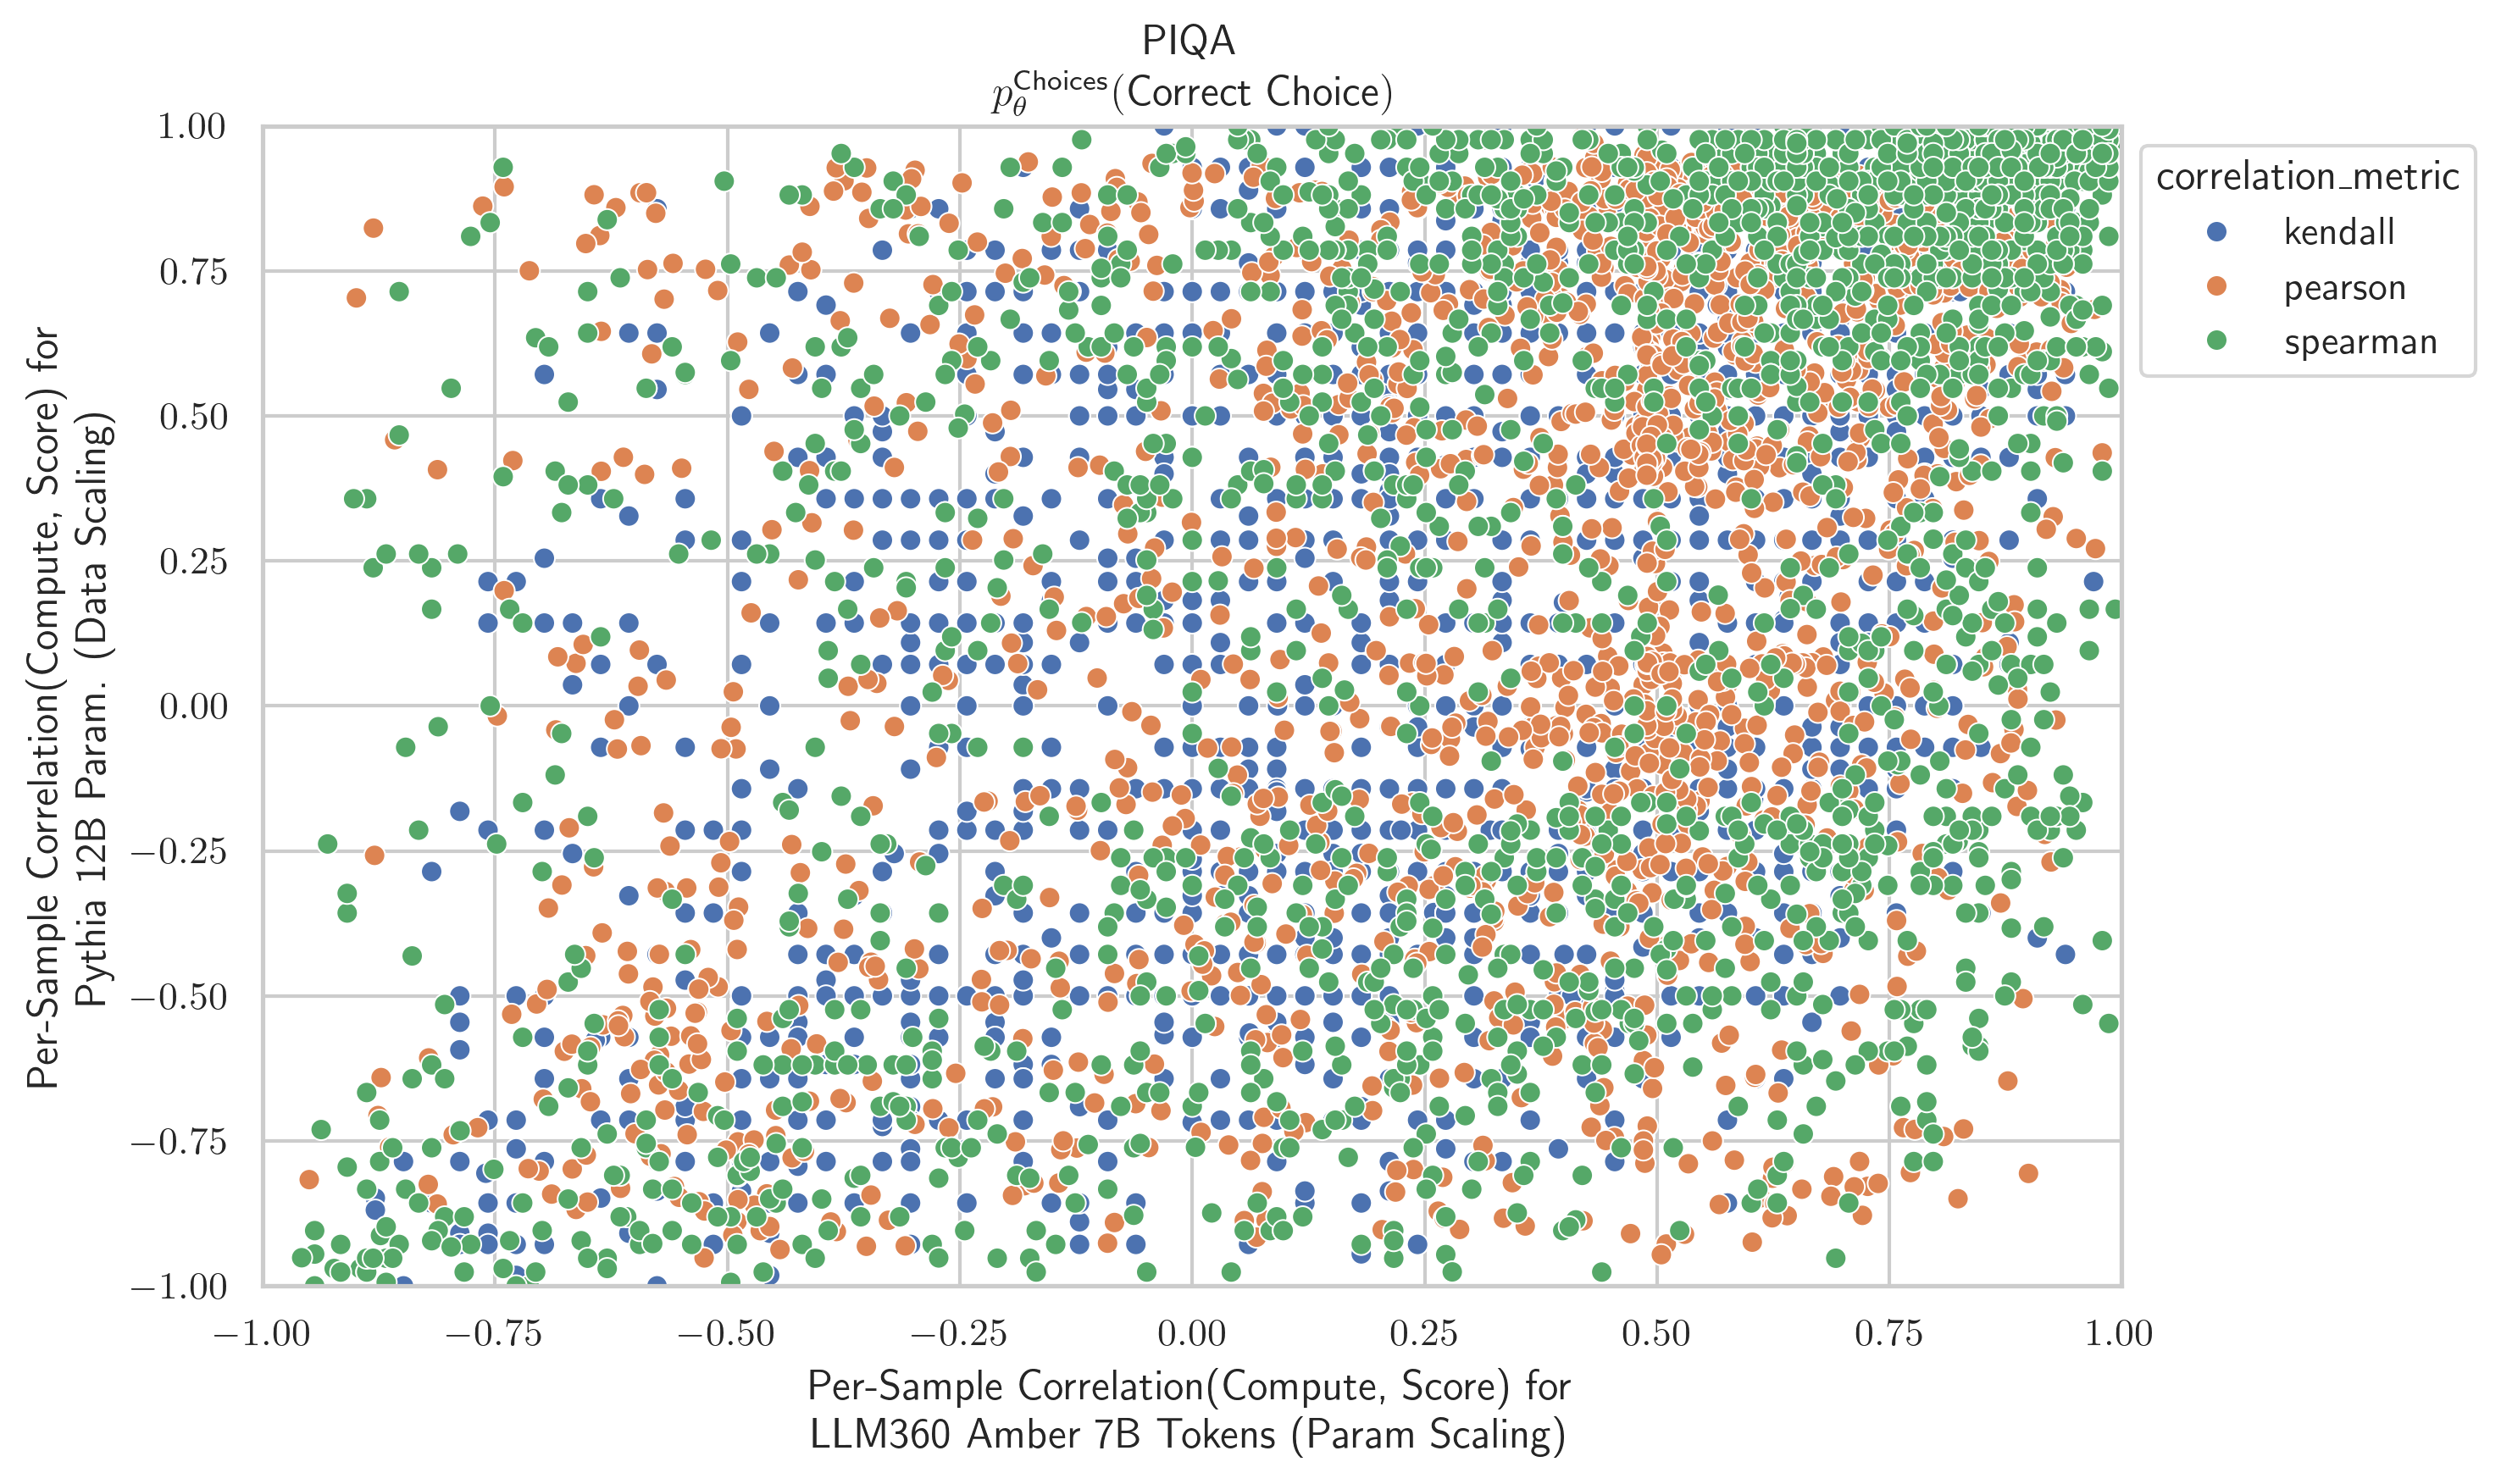 PIQA
p_θ^Choices(Correct Choice)
1.00
0.75
0.50
0.25
0.00
−0.25
−0.50
−0.75
−1.00
Per-Sample Correlation(Compute, Score) for
Pythia 12B Param. (Data Scaling)
−1.00 −0.75 −0.50 −0.25 0.00 0.25 0.50 0.75 1.00
Per-Sample Correlation(Compute, Score) for
LLM360 Amber 7B Tokens (Param Scaling)
correlation_metric
kendall
pearson
spearman